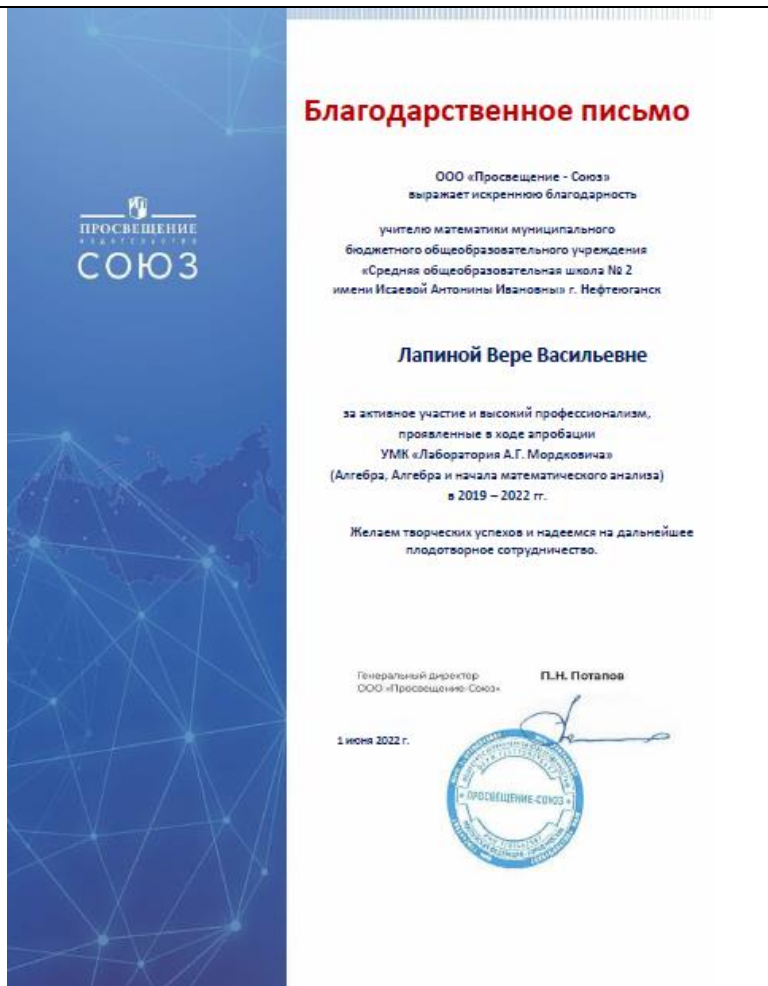 Благодарственное письмо
ПРОСВЕЩЕНИЕ
ИЗДАТЕЛЬСТВО
СОЮЗ
ООО «Просвещение - Союз»
выражает искреннюю благодарность
учителю математики муниципального
бюджетного общеобразовательного учреждения
«Средняя общеобразовательная школа № 2
имени Исаевой Антонины Ивановны» г. Нефтеюганск
Лапиной Вере Васильевне
за активное участие и высокий профессионализм,
проявленные в ходе апробации
УМК «Лаборатория А.Г. Мордковича»
(Алгебра, Алгебра и начала математического анализа)
в 2019 – 2022 гг.
Желаем творческих успехов и надеемся на дальнейшее
плодотворное сотрудничество.
Генеральный директор П.Н. Потапов
ООО «Просвещение-Союз»
1 июня 2022 г.
ПРОСВЕЩЕНИЕ-СОЮЗ